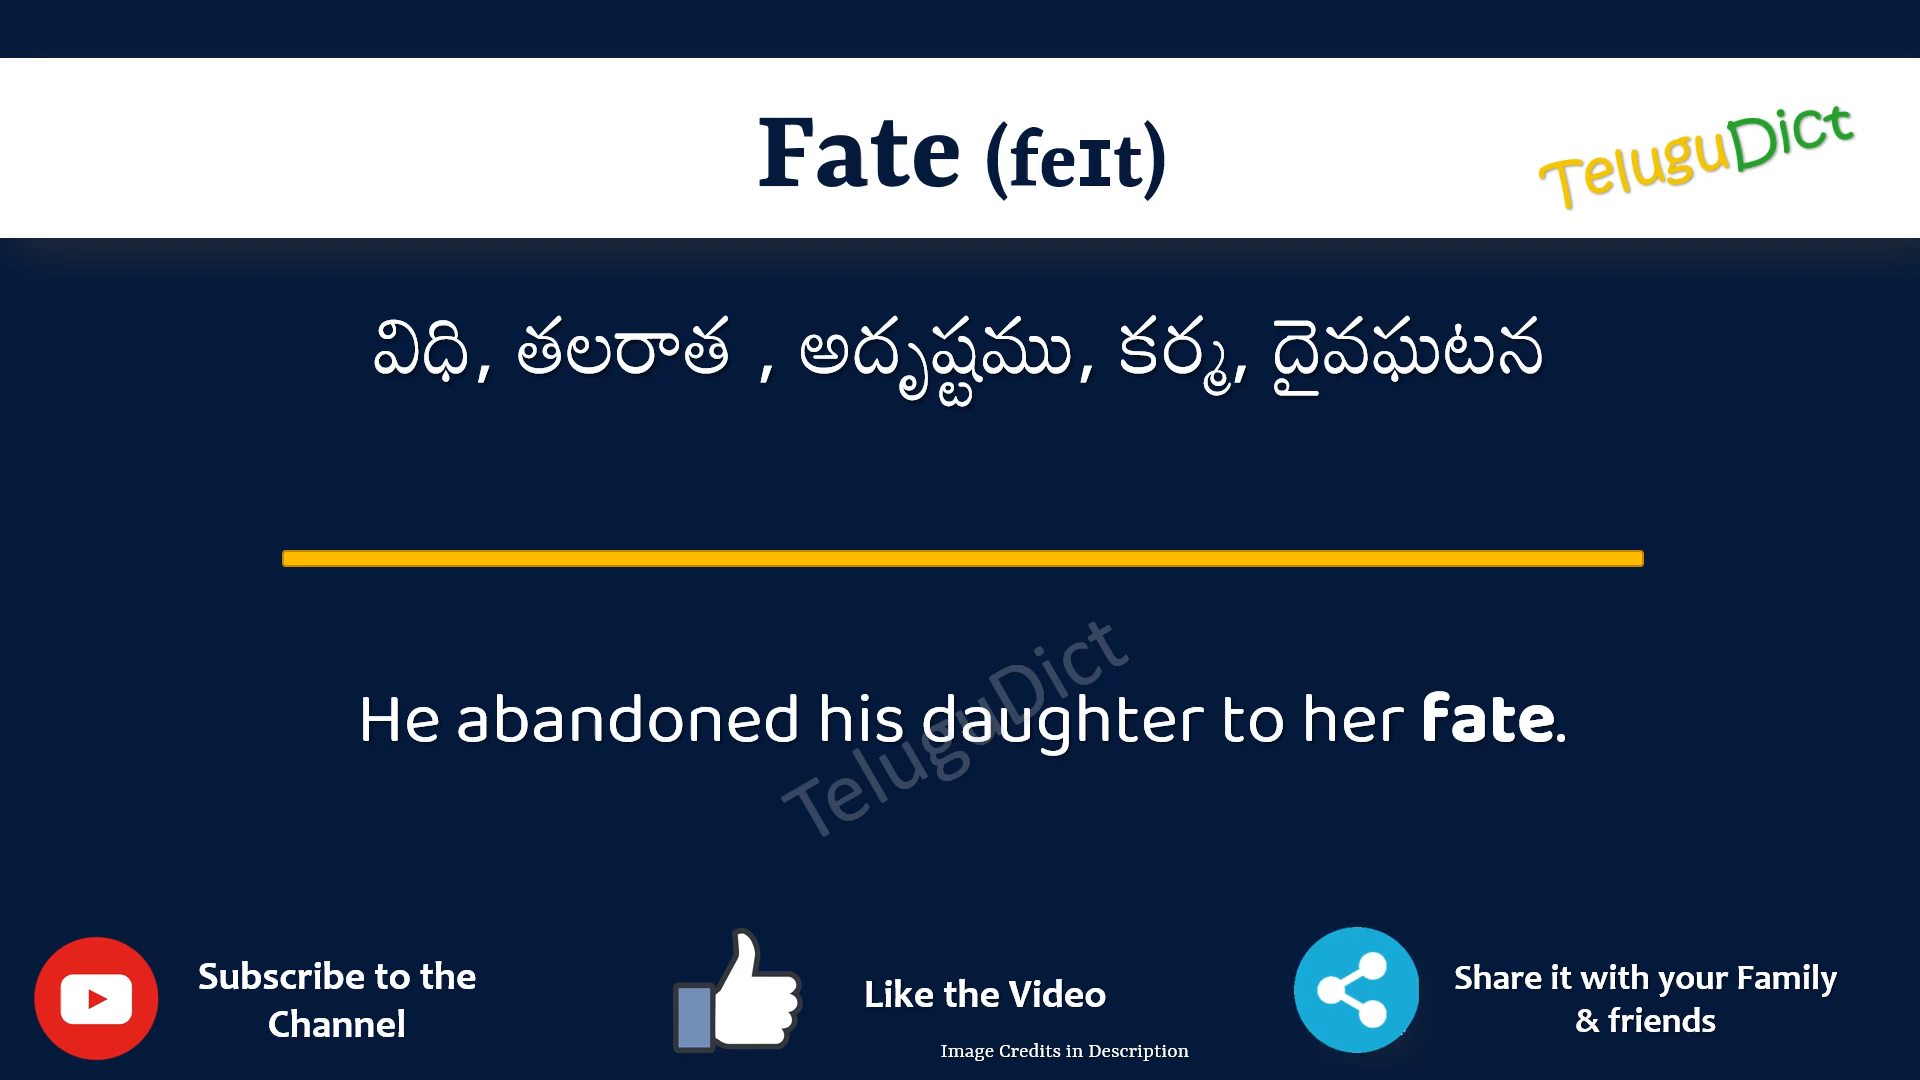 Fate (feɪt)
TeluguDict
విధి, తలరాత , అదృష్టము, కర్మ, దైవఘటన
He abandoned his daughter to her fate.
TeluguDict
Subscribe to the
Channel
Like the Video
Share it with your Family
& friends
Image Credits in Description